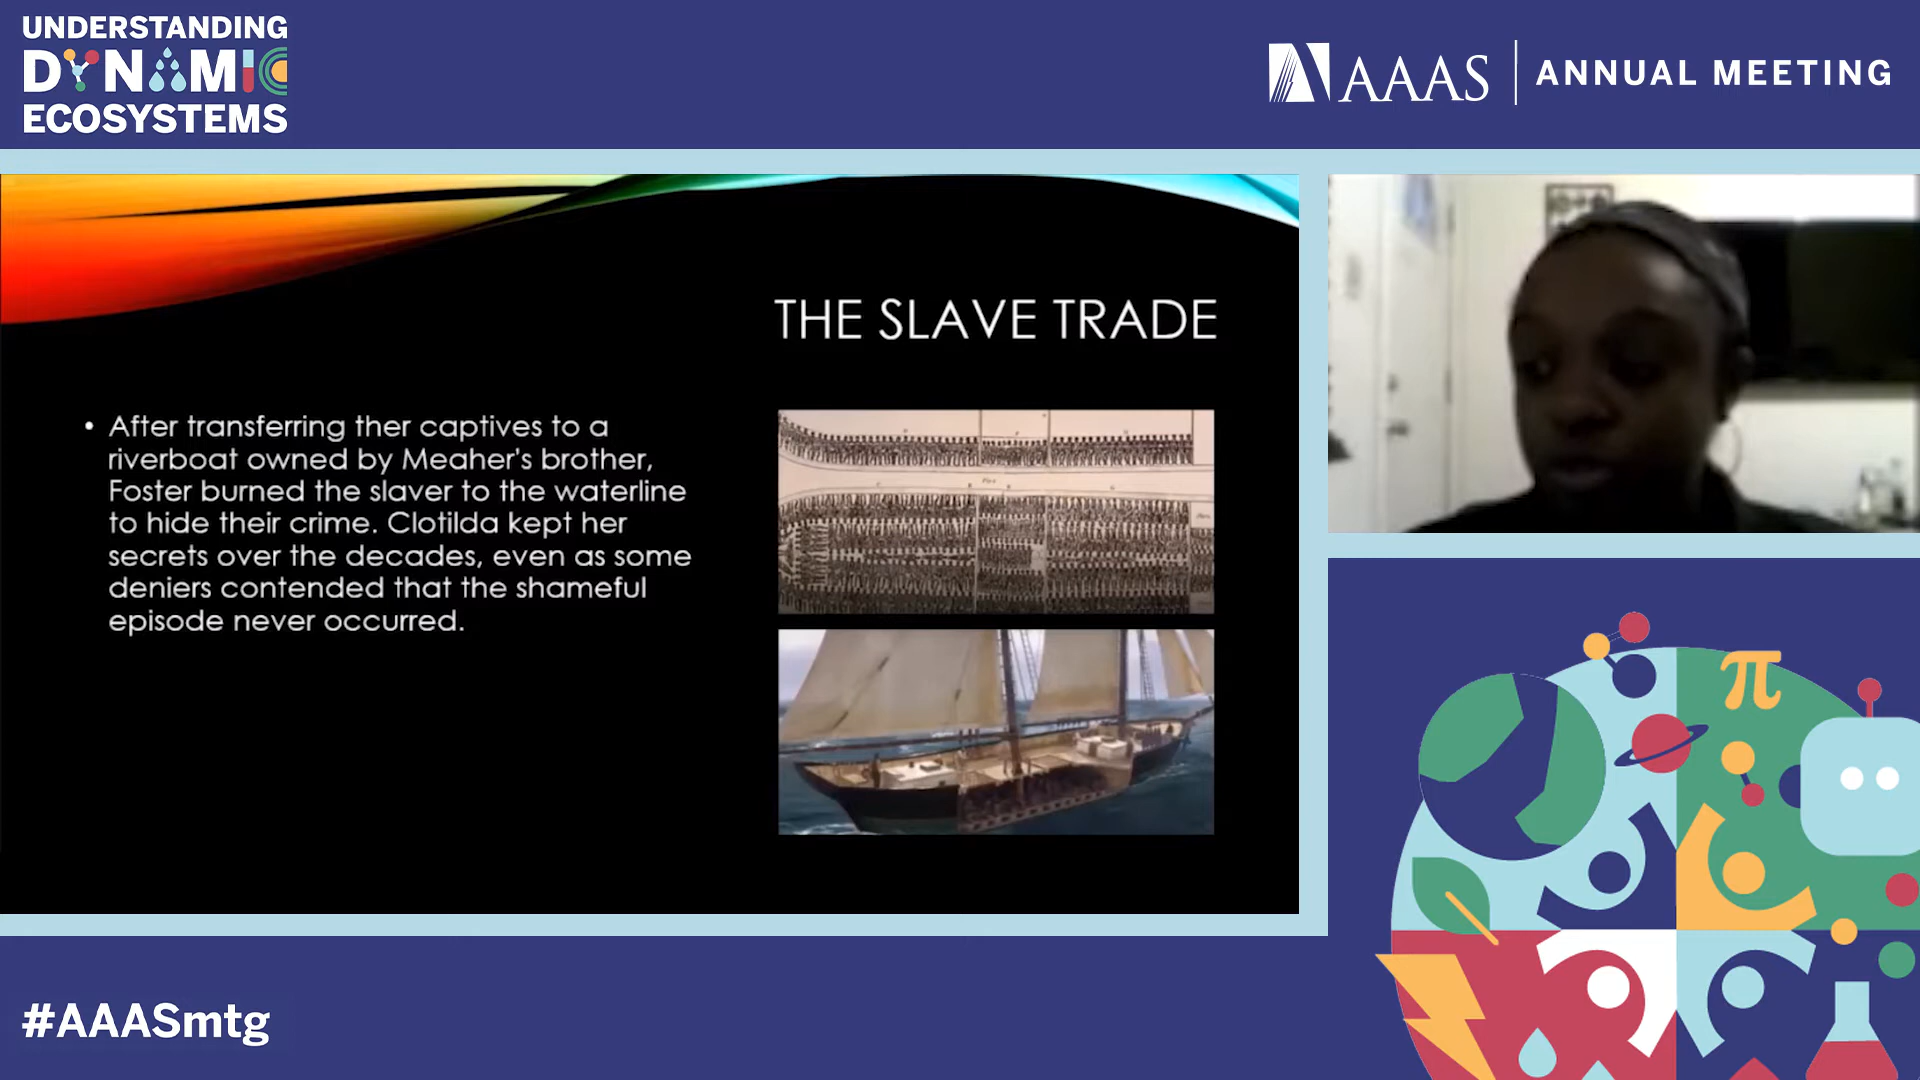 UNDERSTANDING
DYNAMIC
ECOSYSTEMS
AAAS | ANNUAL MEETING
THE SLAVE TRADE
• After transferring ther captives to a
riverboat owned by Meaher's brother,
Foster burned the slaver to the waterline
to hide their crime. Clotilda kept her
secrets over the decades, even as some
deniers contended that the shameful
episode never occurred.
π
#AAASmtg